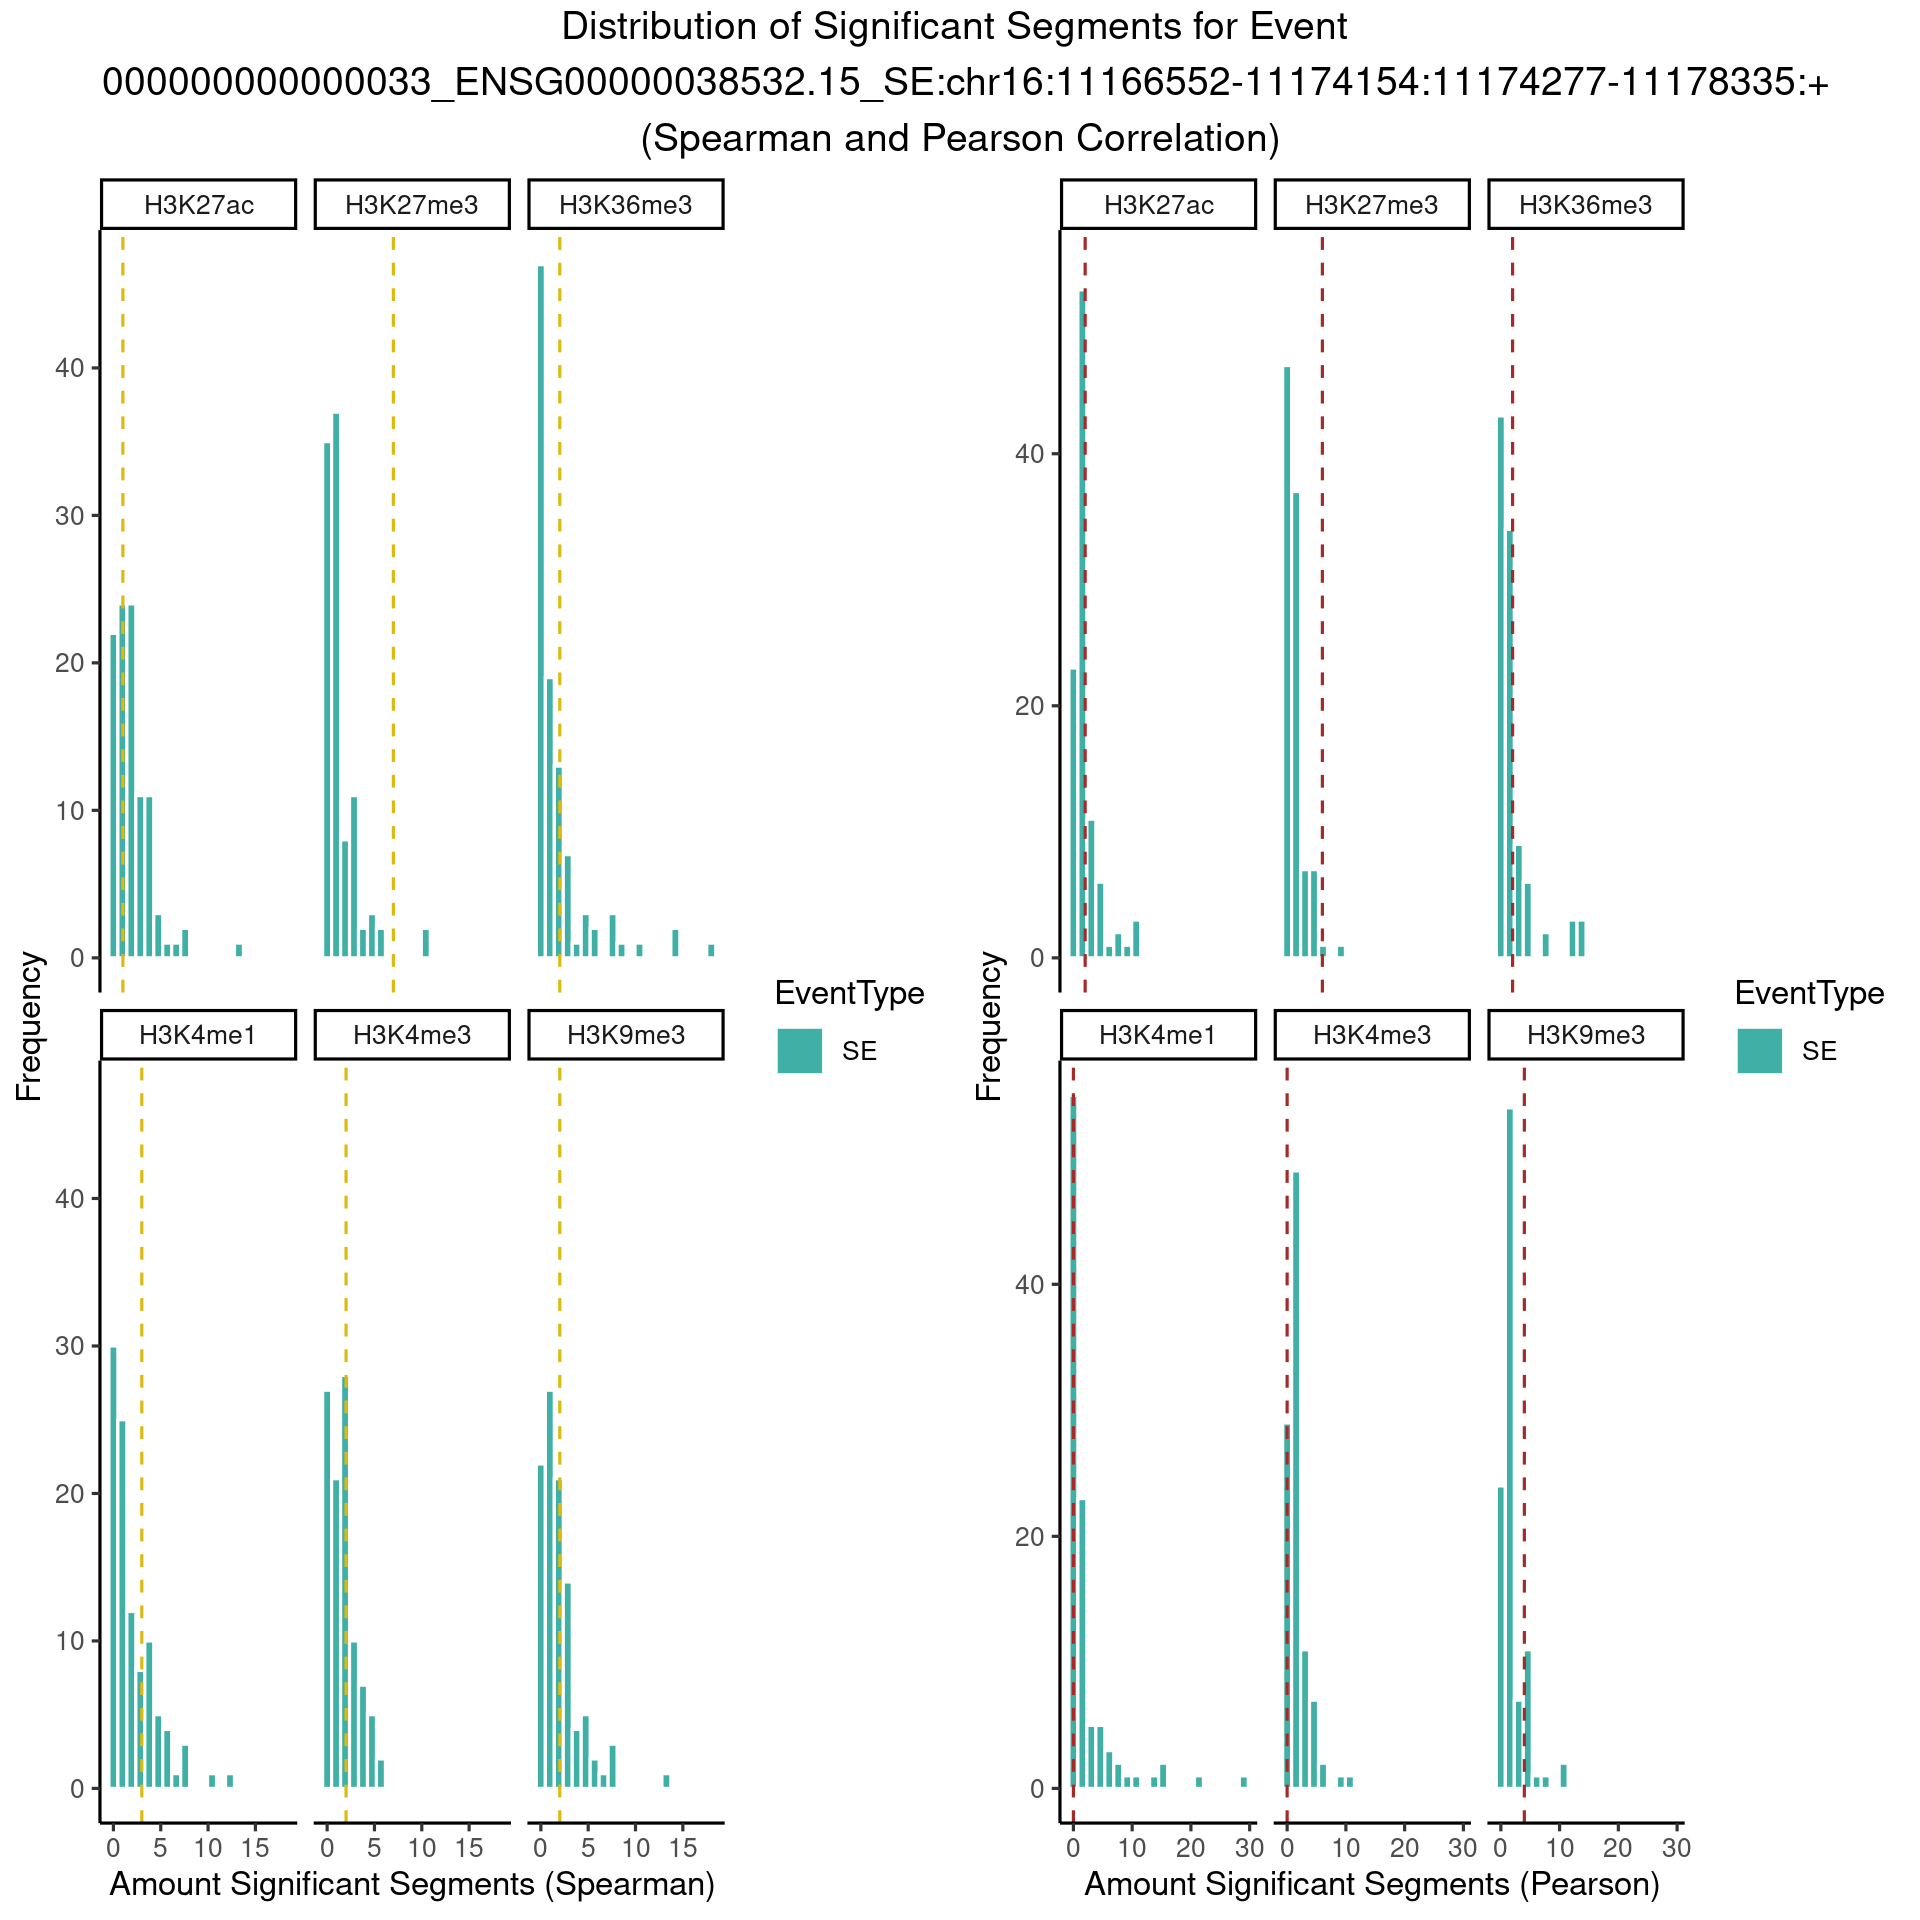 Distribution of Significant Segments for Event
000000000000033_ENSG00000038532.15_SE:chr16:11166552-11174154:11174277-11178335:+
(Spearman and Pearson Correlation)
H3K27ac H3K27me3 H3K36me3
40
30
20
10
0
H3K4me1 H3K4me3 H3K9me3
40
30
20
10
0
0 5 10 15 0 5 10 15 0 5 10 15
Amount Significant Segments (Spearman)
Frequency
EventType
SE
H3K27ac H3K27me3 H3K36me3
40
20
0
H3K4me1 H3K4me3 H3K9me3
40
20
0
0 10 20 30 0 10 20 30 0 10 20 30
Amount Significant Segments (Pearson)
Frequency
EventType
SE